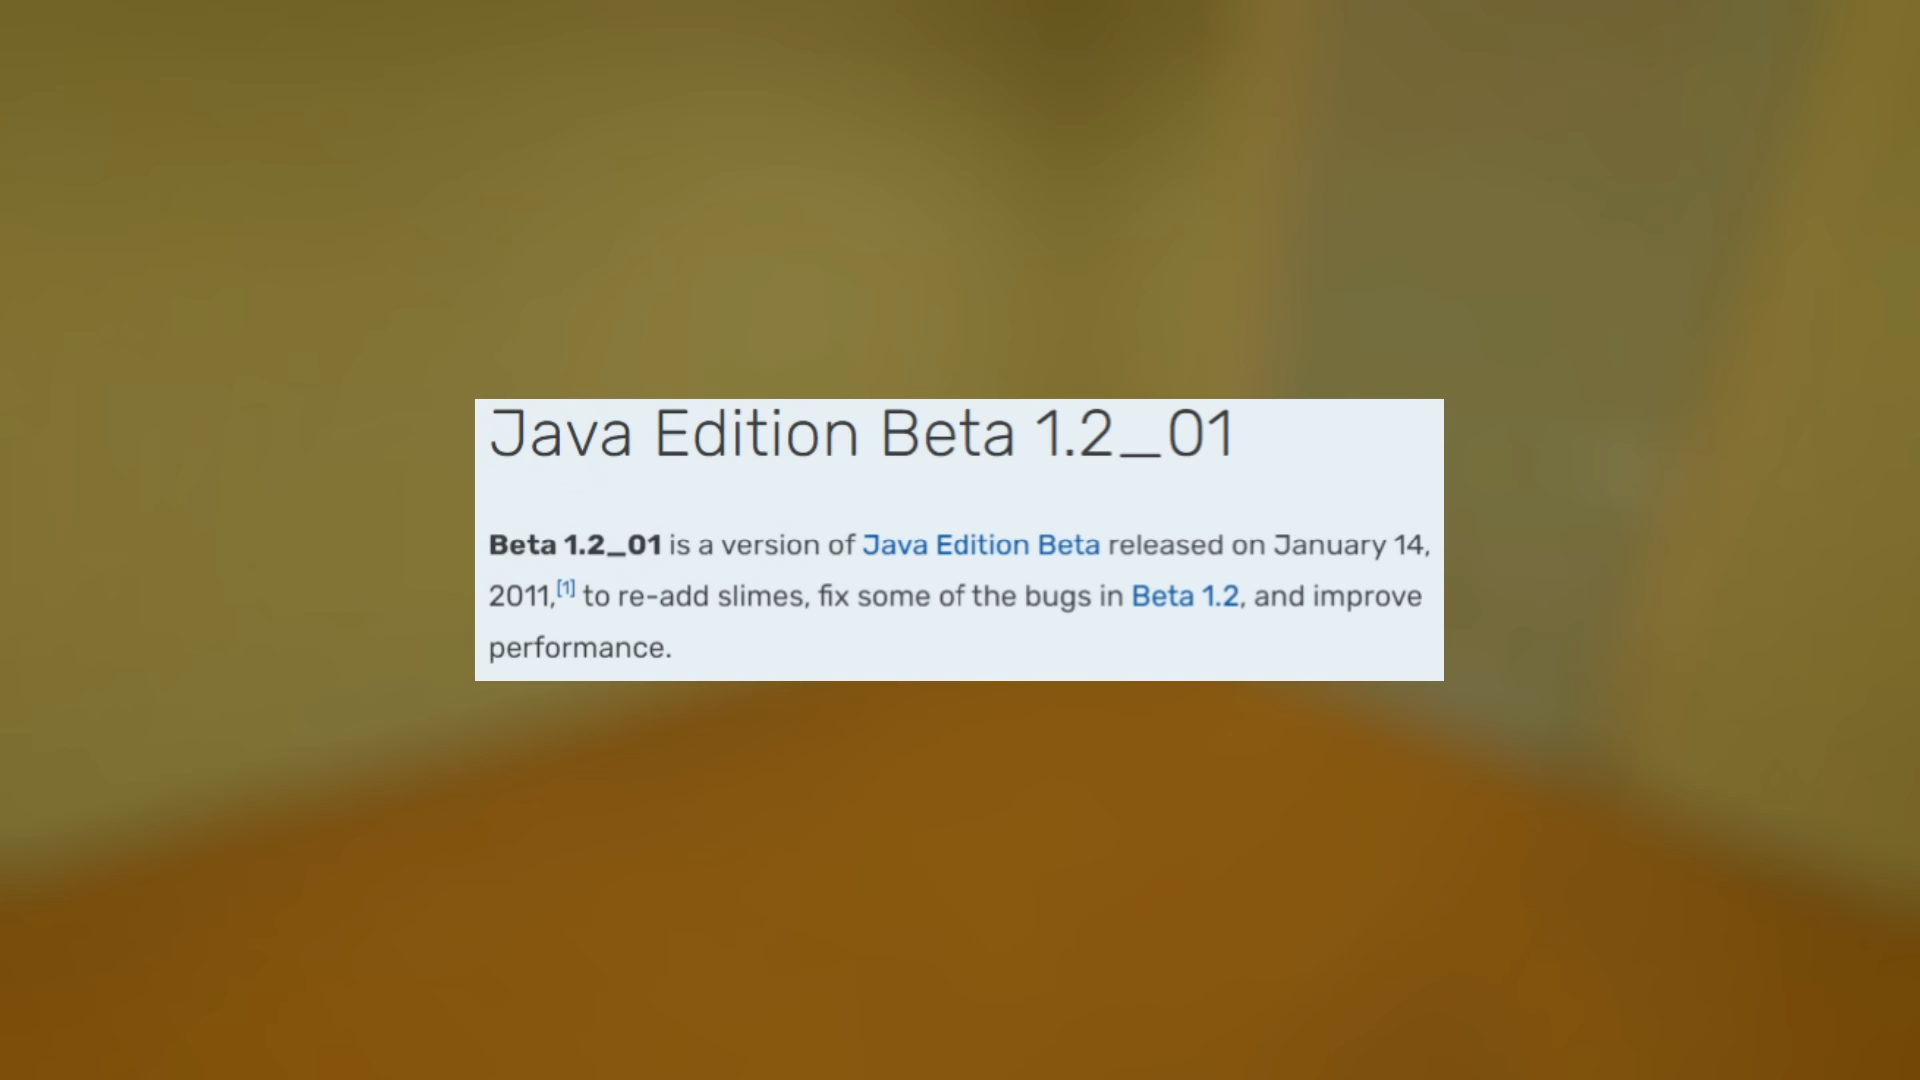 Java Edition Beta 1.2_01
Beta 1.2_01 is a version of Java Edition Beta released on January 14,
2011,[1] to re-add slimes, fix some of the bugs in Beta 1.2, and improve
performance.